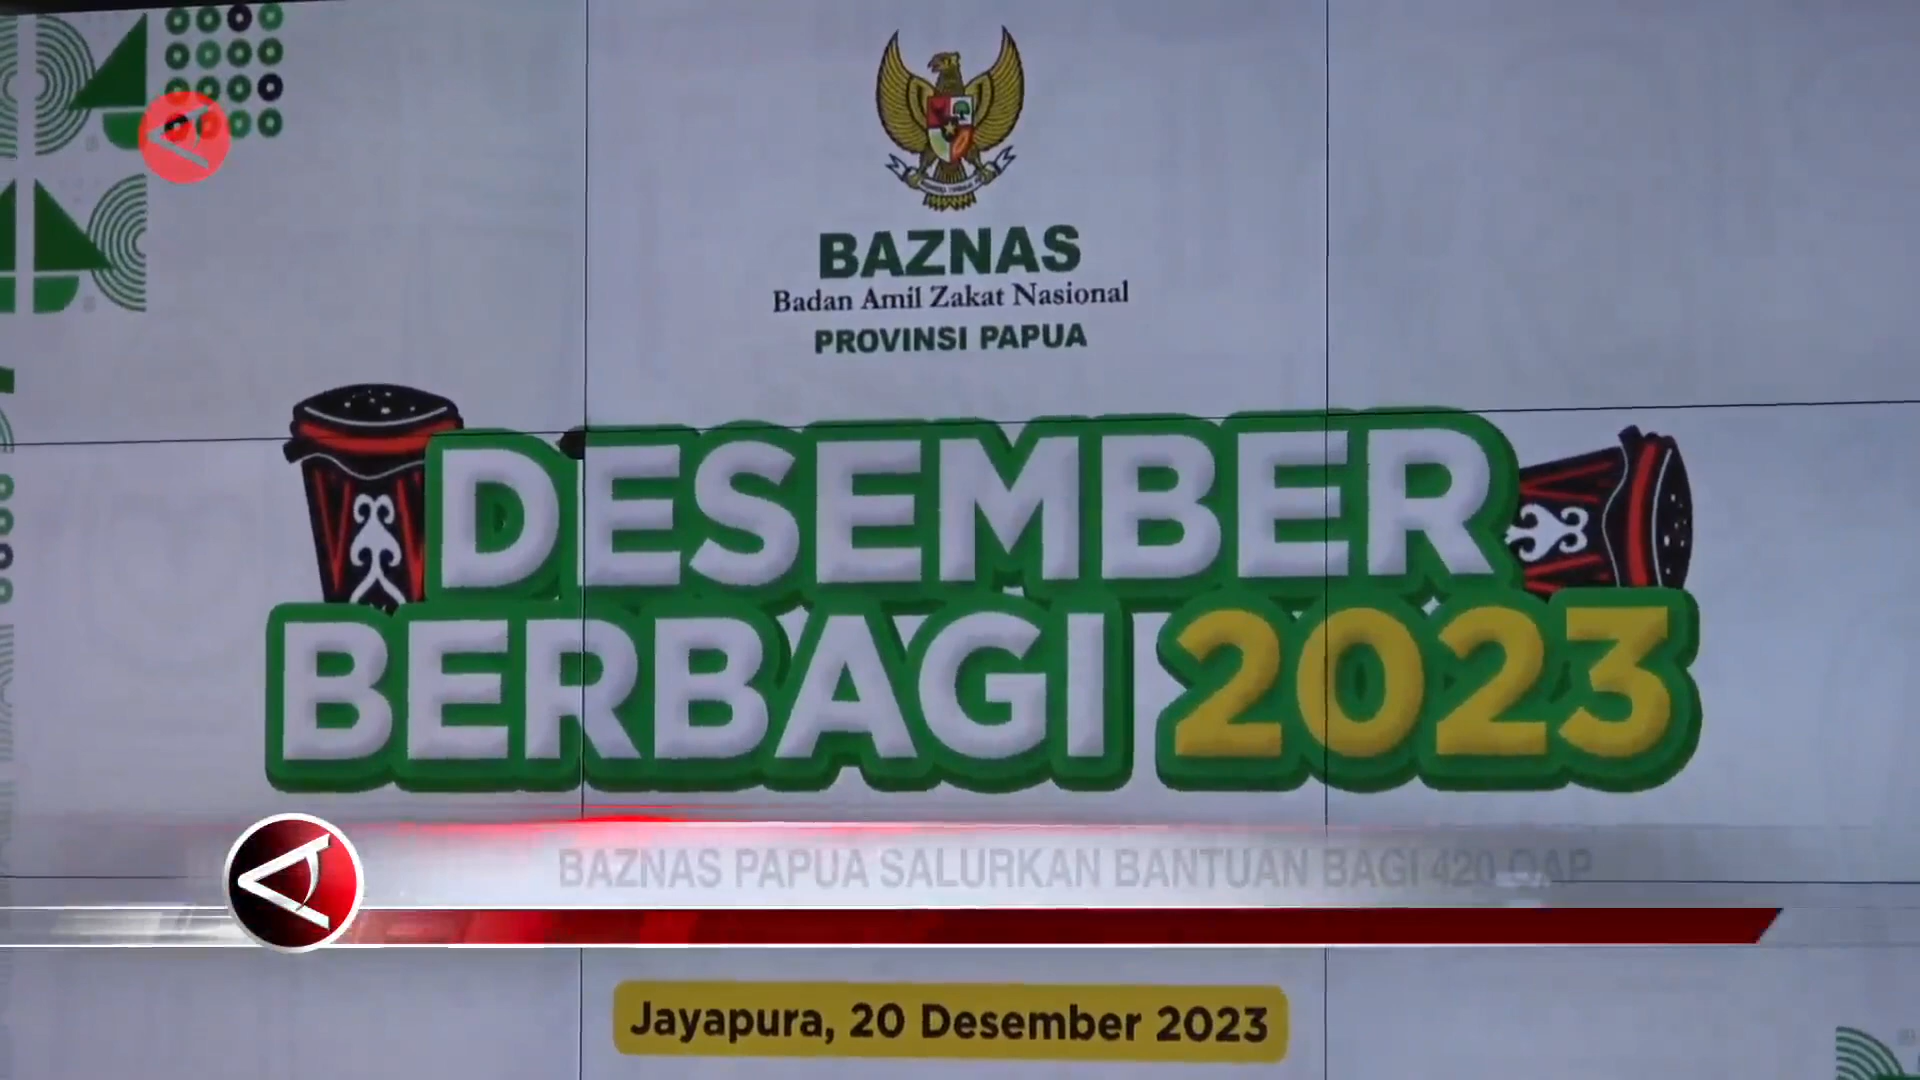 BAZNAS
Badan Amil Zakat Nasional
PROVINSI PAPUA
DESEMBER
BERBAGI 2023
BAZNAS PAPUA SALURKAN BANTUAN BAGI 420 OAP
Jayapura, 20 Desember 2023